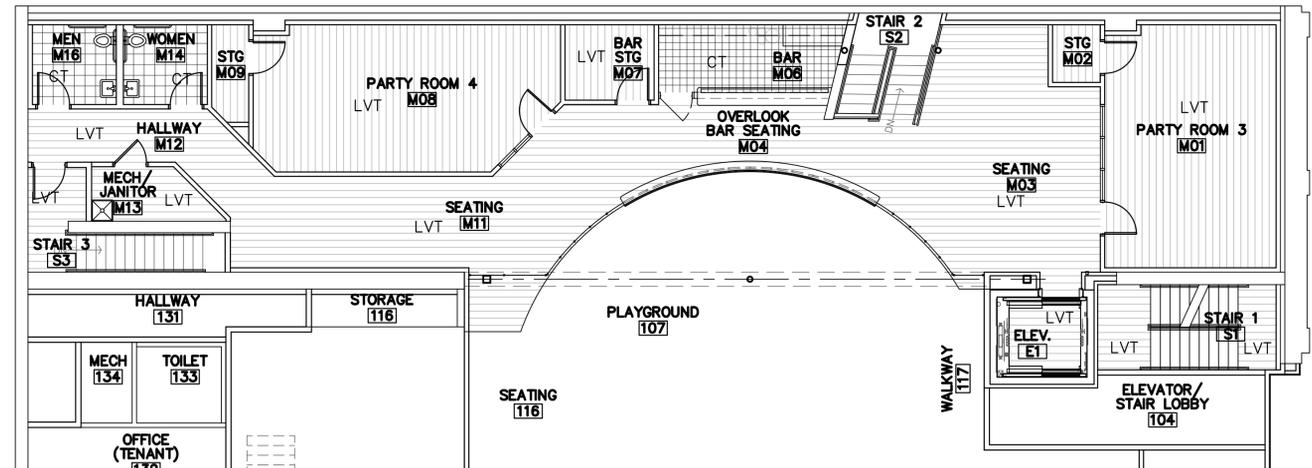 MEN
M16
CT
WOMEN
M14
CT
STG
M09
PARTY ROOM 4
M08
LVT
LVT
BAR
STG
M07
CT
BAR
M06
STAIR 2
S2
DN
STG
M02
LVT
PARTY ROOM 3
M01
LVT
HALLWAY
M12
OVERLOOK
BAR SEATING
M04
SEATING
M03
LVT
MECH/
JANITOR
M13
LVT
LVT
SEATING
M11
LVT
STAIR 3
S3
HALLWAY
131
STORAGE
116
PLAYGROUND
107
WALKWAY
117
LVT
ELEV.
E1
STAIR 1
S1
LVT
LVT
MECH
134
TOILET
133
SEATING
116
ELEVATOR/
STAIR LOBBY
104
OFFICE
(TENANT)